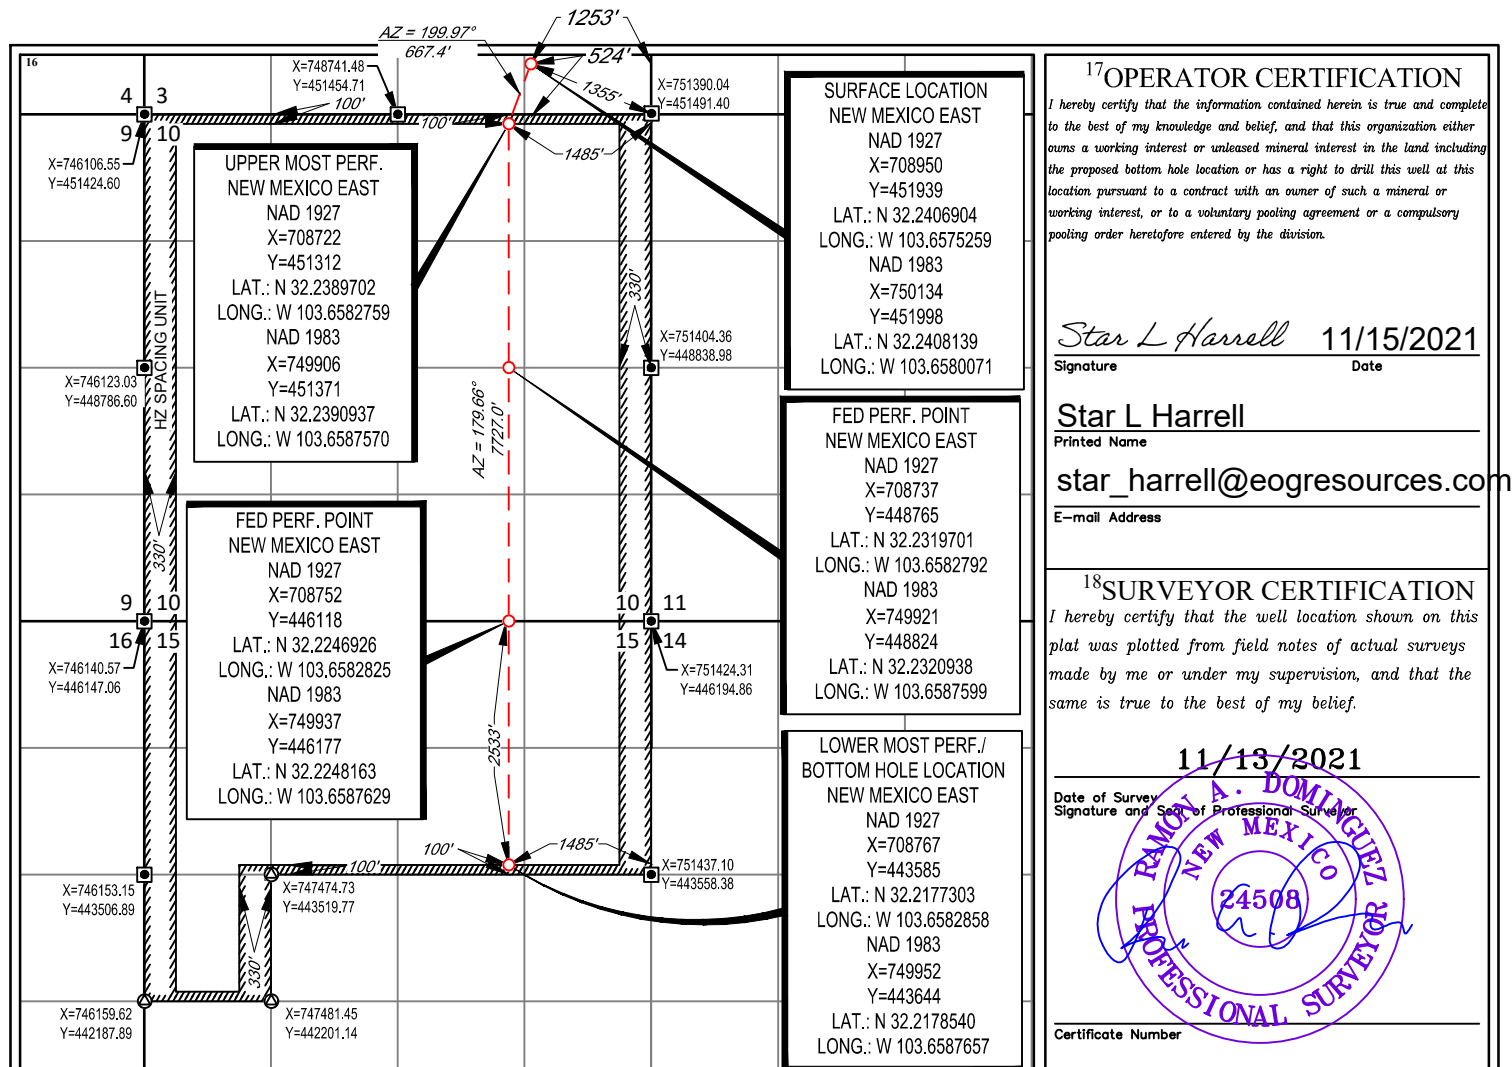 16
1253'
AZ = 199.97°
667.4'
524'
1355'
X=748741.48
Y=451454.71
X=751390.04
Y=451491.40
4 3
9 10
100'
100'
1485'
X=746106.55
Y=451424.60
UPPER MOST PERF.
NEW MEXICO EAST
NAD 1927
X=708722
Y=451312
LAT.: N 32.2389702
LONG.: W 103.6582759
NAD 1983
X=749906
Y=451371
LAT.: N 32.2390937
LONG.: W 103.6587570
SURFACE LOCATION
NEW MEXICO EAST
NAD 1927
X=708950
Y=451939
LAT.: N 32.2406904
LONG.: W 103.6575259
NAD 1983
X=750134
Y=451998
LAT.: N 32.2408139
LONG.: W 103.6580071
HZ SPACING UNIT
330'
X=751404.36
Y=448838.98
X=746123.03
Y=448786.60
AZ = 179.66°
7727.0'
FED PERF. POINT
NEW MEXICO EAST
NAD 1927
X=708737
Y=448765
LAT.: N 32.2319701
LONG.: W 103.6582792
NAD 1983
X=749921
Y=448824
LAT.: N 32.2320938
LONG.: W 103.6587599
330'
FED PERF. POINT
NEW MEXICO EAST
NAD 1927
X=708752
Y=446118
LAT.: N 32.2246926
LONG.: W 103.6582825
NAD 1983
X=749937
Y=446177
LAT.: N 32.2248163
LONG.: W 103.6587629
9 10
16 15
10 11
15 14
X=746140.57
Y=446147.06
X=751424.31
Y=446194.86
2533'
LOWER MOST PERF./
BOTTOM HOLE LOCATION
NEW MEXICO EAST
NAD 1927
X=708767
Y=443585
LAT.: N 32.2177303
LONG.: W 103.6582858
NAD 1983
X=749952
Y=443644
LAT.: N 32.2178540
LONG.: W 103.6587657
100'
100'
1485'
X=751437.10
Y=443558.38
X=746153.15
Y=443506.89
X=747474.73
Y=443519.77
330'
X=746159.62
Y=442187.89
X=747481.45
Y=442201.14
17 OPERATOR CERTIFICATION
I hereby certify that the information contained herein is true and complete
to the best of my knowledge and belief, and that this organization either
owns a working interest or unleased mineral interest in the land including
the proposed bottom hole location or has a right to drill this well at this
location pursuant to a contract with an owner of such a mineral or
working interest, or to a voluntary pooling agreement or a compulsory
pooling order heretofore entered by the division.
Star L Harrell 11/15/2021
Signature Date
Star L Harrell
Printed Name
star_harrell@eogresources.com
E-mail Address
18 SURVEYOR CERTIFICATION
I hereby certify that the well location shown on this
plat was plotted from field notes of actual surveys
made by me or under my supervision, and that the
same is true to the best of my belief.
11/13/2021
Date of Survey
Signature and Seal of Professional Surveyor
RAMON A. DOMINGUEZ
NEW MEXICO
24508
PROFESSIONAL SURVEYOR
Certificate Number